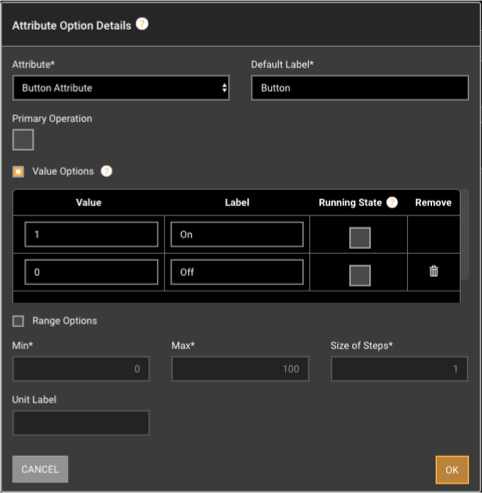 Attribute Option Details ?
Attribute* Default Label*
Button Attribute Button
Primary Operation
Value Options ?
Value Label Running State ? Remove
1 On
0 Off
Range Options
Min* Max* Size of Steps*
0 100 1
Unit Label
CANCEL OK